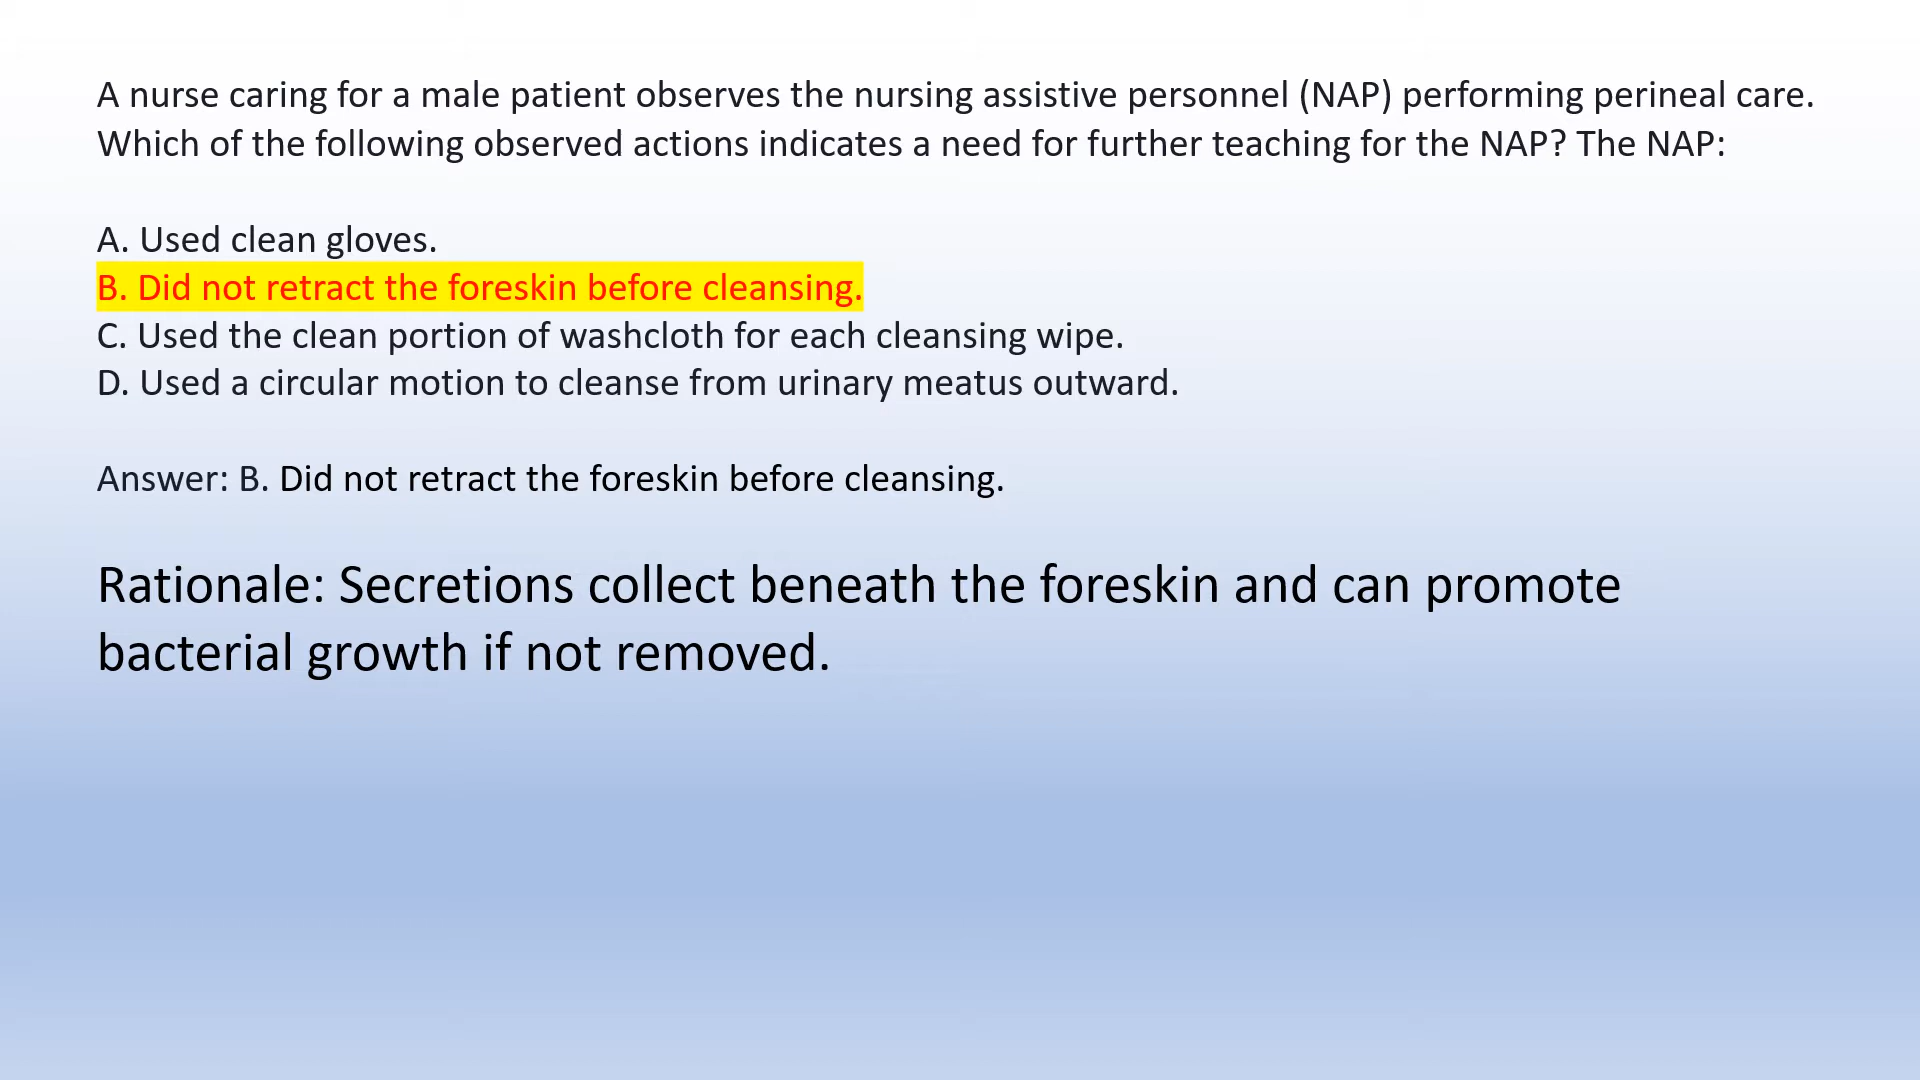 A nurse caring for a male patient observes the nursing assistive personnel (NAP) performing perineal care.
Which of the following observed actions indicates a need for further teaching for the NAP? The NAP:
A. Used clean gloves.
B. Did not retract the foreskin before cleansing.
C. Used the clean portion of washcloth for each cleansing wipe.
D. Used a circular motion to cleanse from urinary meatus outward.
Answer: B. Did not retract the foreskin before cleansing.
Rationale: Secretions collect beneath the foreskin and can promote
bacterial growth if not removed.